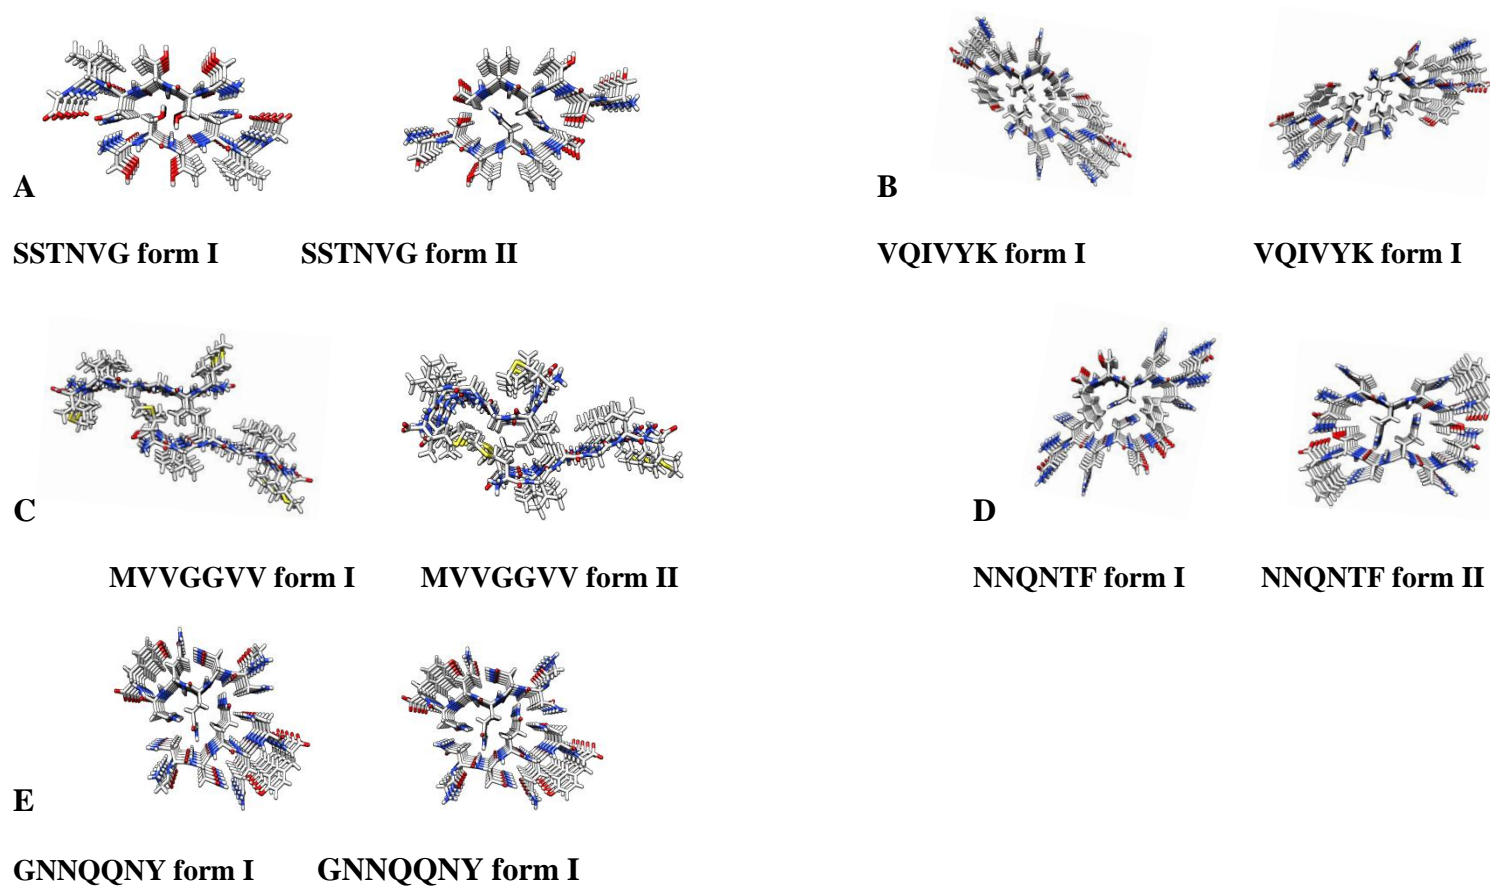 A
B
SSTNVG form I
SSTNVG form II
VQIVYK form I
VQIVYK form I
C
D
MVVGGVV form I
MVVGGVV form II
NNQNTF form I
NNQNTF form II
E
GNNQQNY form I
GNNQQNY form I